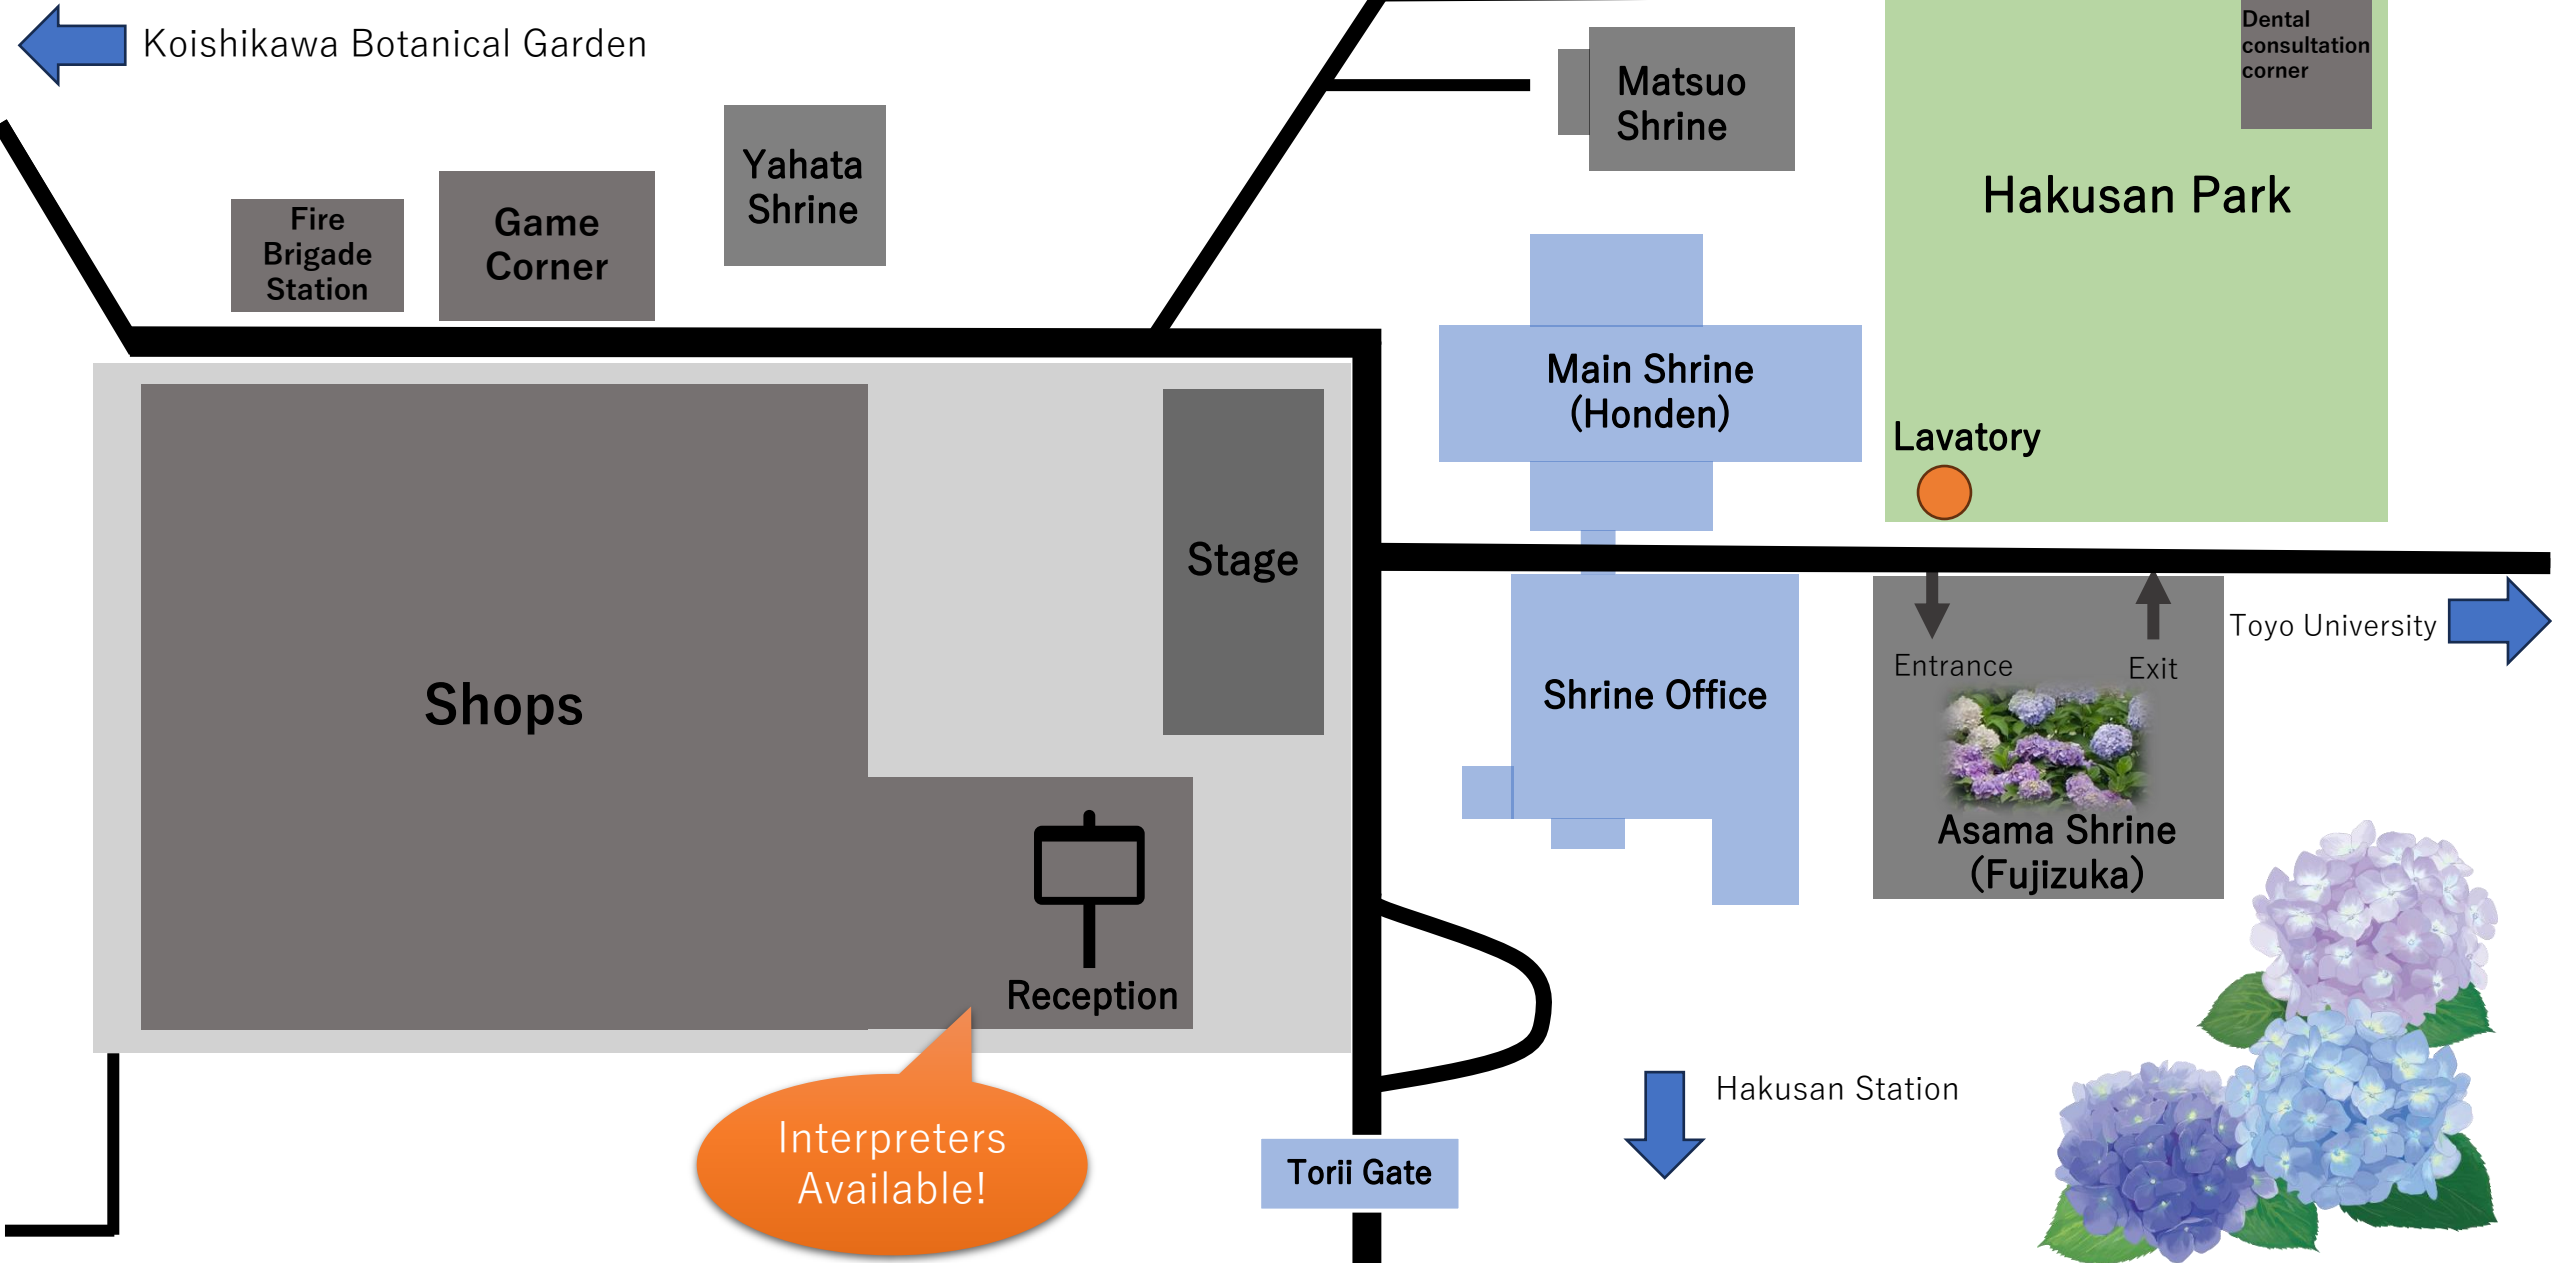 Koishikawa Botanical Garden
Fire
Brigade
Station
Game
Corner
Yahata
Shrine
Matsuo
Shrine
Dental
consultation
corner
Hakusan Park
Main Shrine
(Honden)
Lavatory
Stage
Shops
Shrine Office
Entrance
Exit
Toyo University
Asama Shrine
(Fujizuka)
Reception
Interpreters
Available!
Hakusan Station
Torii Gate